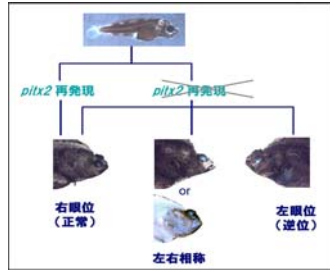 pitx2 再発現
pitx2 再発現
右眼位
(正常)
or
左右相称
左眼位
(逆位)